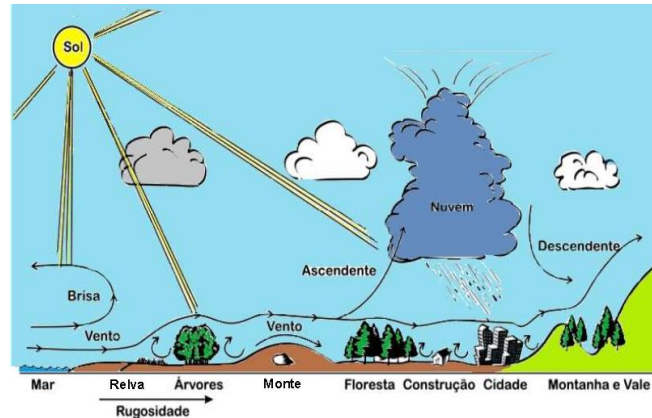 Sol
Nuvem
Ascendente
Descendente
Brisa
Vento
Vento
Mar
Relva
Árvores
Monte
Floresta
Construção
Cidade
Montanha e Vale
Rugosidade